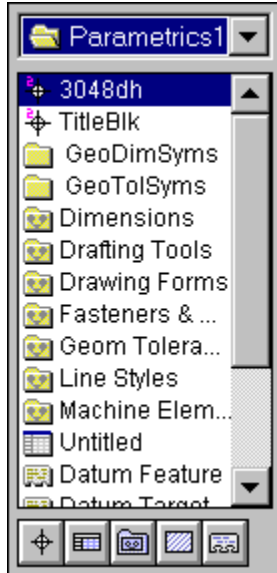 Parametrics1
3048dh
TitleBlk
GeoDimSyms
GeoTolSyms
Dimensions
Drafting Tools
Drawing Forms
Fasteners & ...
Geom Tolera...
Line Styles
Machine Elem...
Untitled
Datum Feature
Datum Target